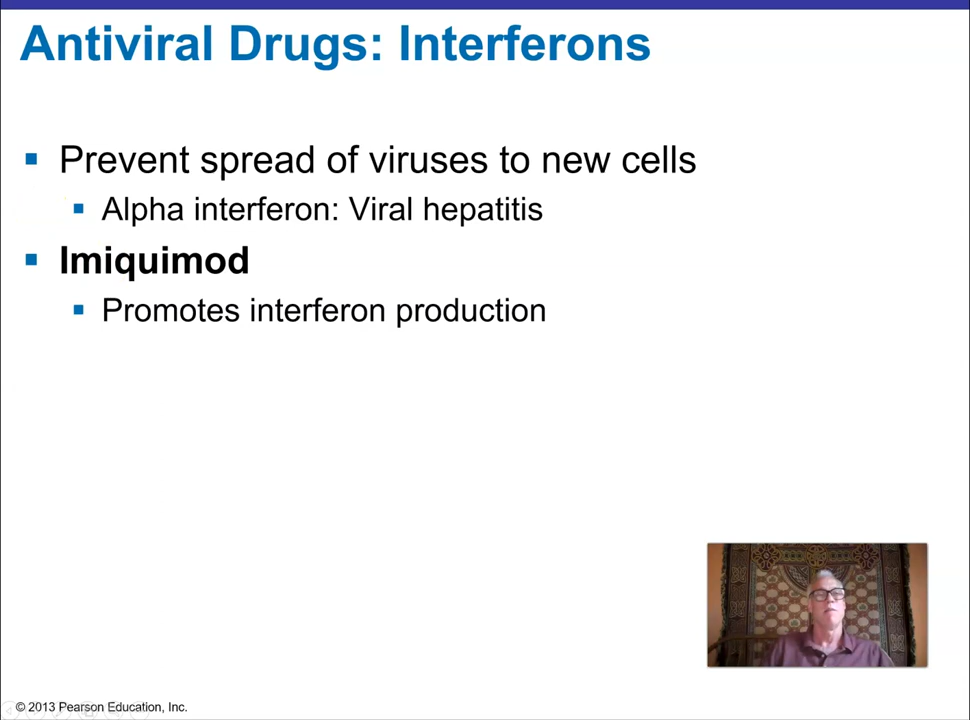 Antiviral Drugs: Interferons
Prevent spread of viruses to new cells
Alpha interferon: Viral hepatitis
Imiquimod
Promotes interferon production
© 2013 Pearson Education, Inc.